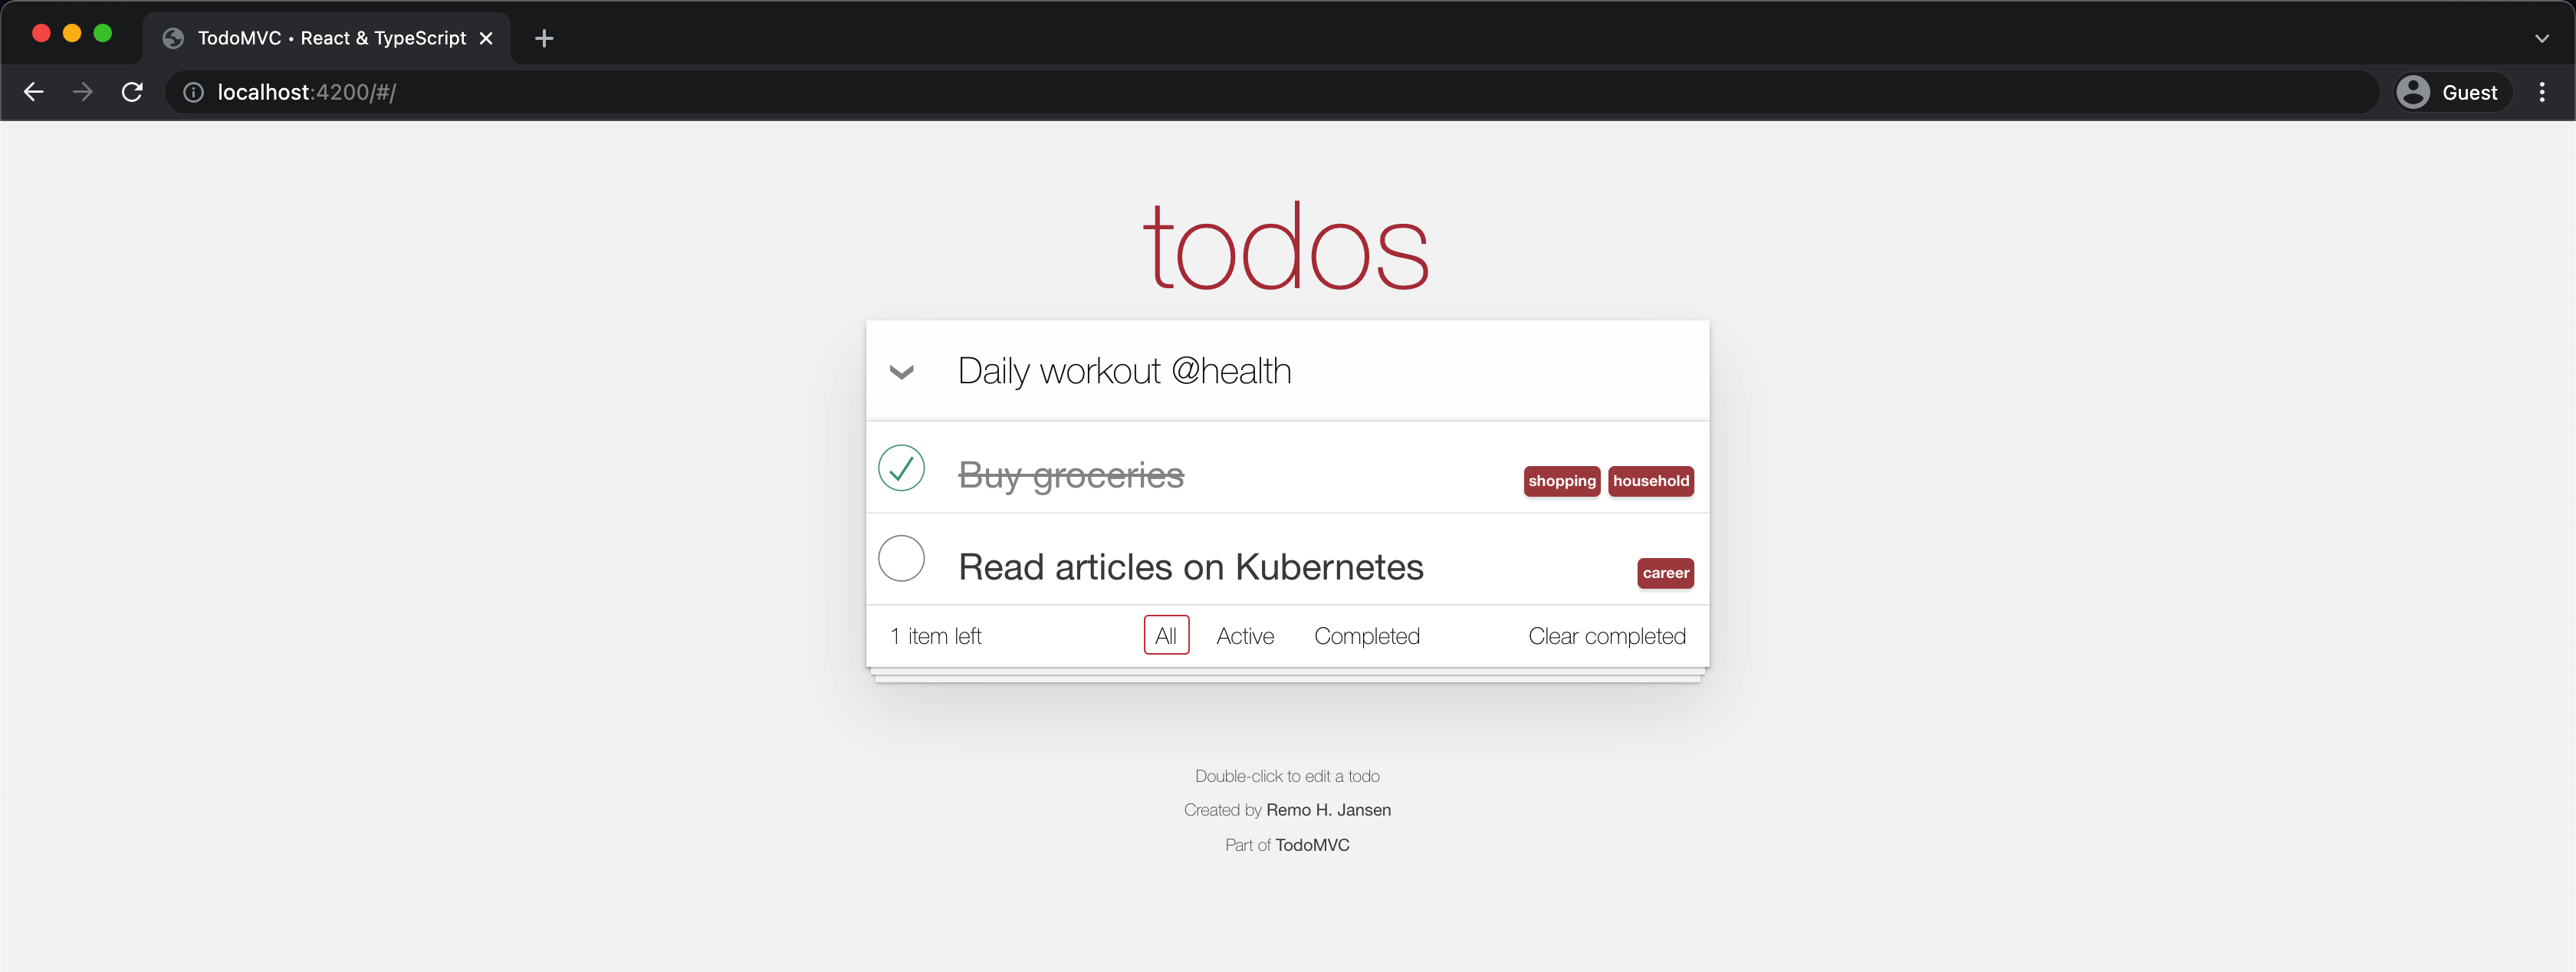 TodoMVC • React & TypeScript
localhost:4200/#/
Guest
todos
Daily workout @health
Buy groceries shopping household
Read articles on Kubernetes career
1 item left All Active Completed Clear completed
Double-click to edit a todo
Created by Remo H. Jansen
Part of TodoMVC